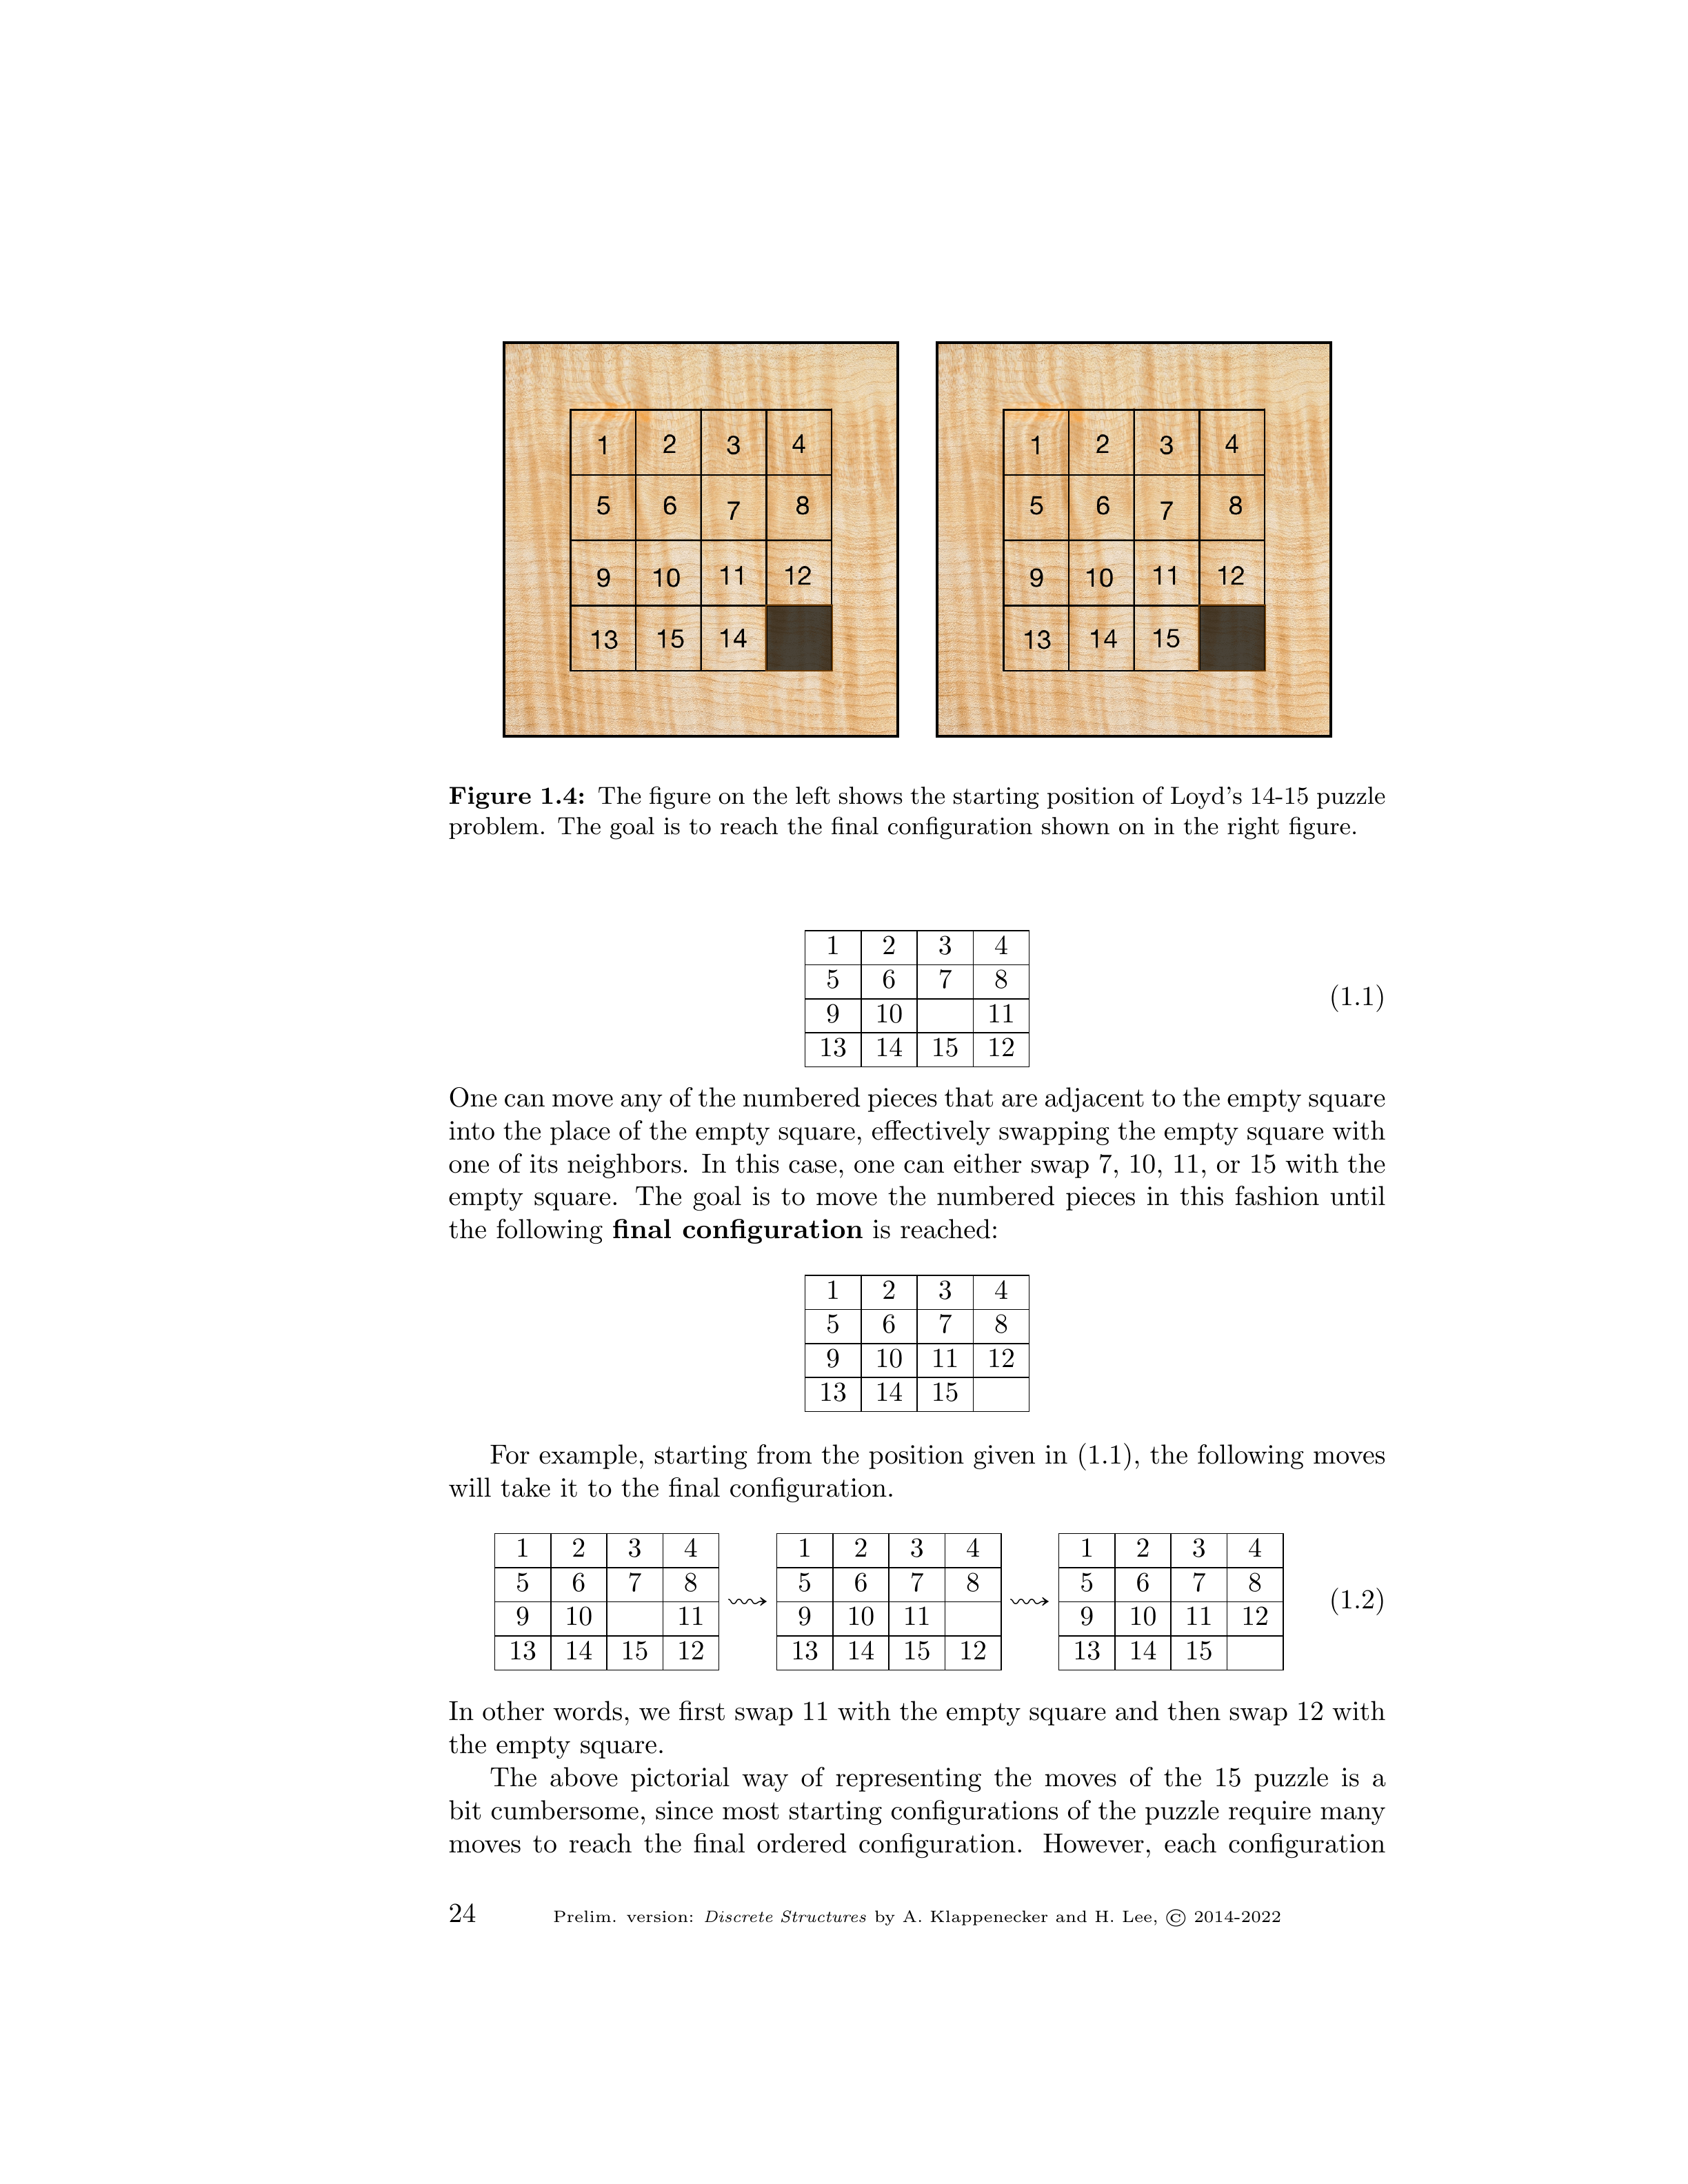 1 2 3 4
5 6 7 8
9 10 11 12
13 15 14
1 2 3 4
5 6 7 8
9 10 11 12
13 14 15
Figure 1.4: The figure on the left shows the starting position of Loyd's 14-15 puzzle
problem. The goal is to reach the final configuration shown on in the right figure.
1 2 3 4
5 6 7 8
9 10 11
13 14 15 12
(1.1)
One can move any of the numbered pieces that are adjacent to the empty square
into the place of the empty square, effectively swapping the empty square with
one of its neighbors. In this case, one can either swap 7, 10, 11, or 15 with the
empty square. The goal is to move the numbered pieces in this fashion until
the following final configuration is reached:
1 2 3 4
5 6 7 8
9 10 11 12
13 14 15
For example, starting from the position given in (1.1), the following moves
will take it to the final configuration.
1 2 3 4
5 6 7 8
9 10 11
13 14 15 12
1 2 3 4
5 6 7 8
9 10 11
13 14 15 12
1 2 3 4
5 6 7 8
9 10 11 12
13 14 15
(1.2)
In other words, we first swap 11 with the empty square and then swap 12 with
the empty square.
The above pictorial way of representing the moves of the 15 puzzle is a
bit cumbersome, since most starting configurations of the puzzle require many
moves to reach the final ordered configuration. However, each configuration
24 Prelim. version: Discrete Structures by A. Klappenecker and H. Lee, © 2014-2022